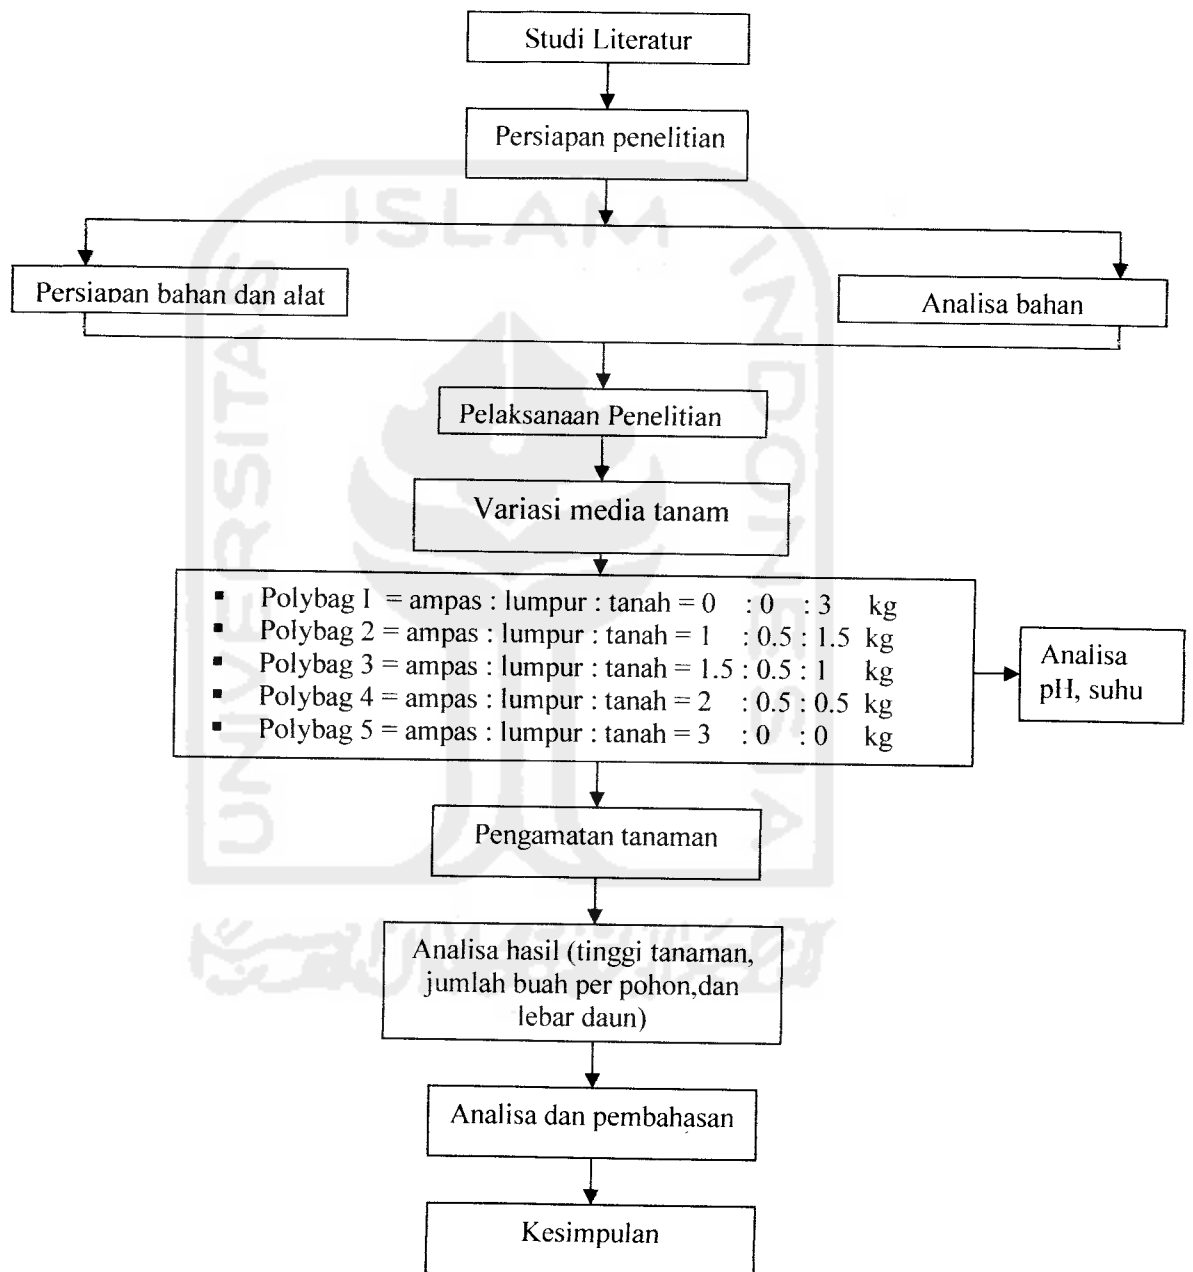 Studi Literatur
Persiapan penelitian
Persiapan bahan dan alat
Analisa bahan
Pelaksanaan Penelitian
Variasi media tanam
▪ Polybag 1 = ampas : lumpur : tanah = 0 : 0 : 3 kg
▪ Polybag 2 = ampas : lumpur : tanah = 1 : 0.5 : 1.5 kg
▪ Polybag 3 = ampas : lumpur : tanah = 1.5 : 0.5 : 1 kg
▪ Polybag 4 = ampas : lumpur : tanah = 2 : 0.5 : 0.5 kg
▪ Polybag 5 = ampas : lumpur : tanah = 3 : 0 : 0 kg
Analisa
pH, suhu
Pengamatan tanaman
Analisa hasil (tinggi tanaman,
jumlah buah per pohon,dan
lebar daun)
Analisa dan pembahasan
Kesimpulan
UNIVERSITAS
ISLAM
INDONESIA